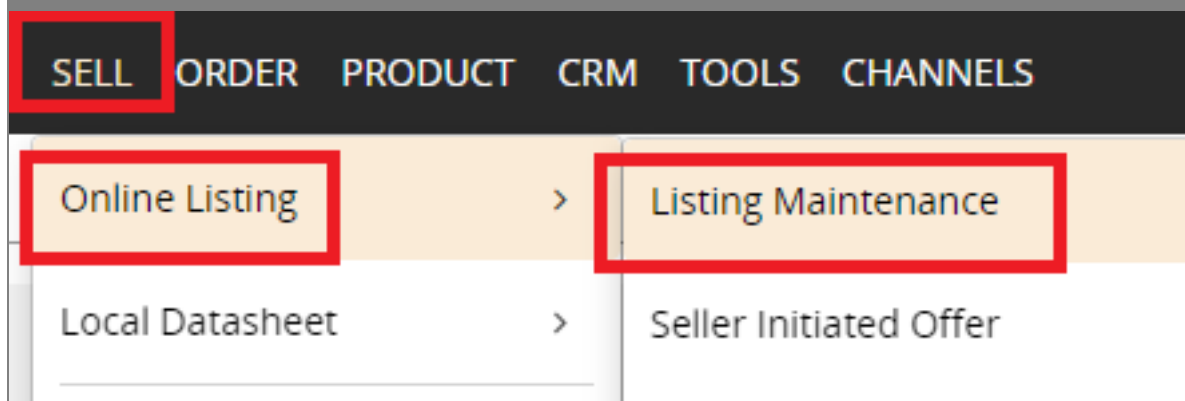 SELL ORDER PRODUCT CRM TOOLS CHANNELS
Online Listing > Listing Maintenance
Local Datasheet > Seller Initiated Offer